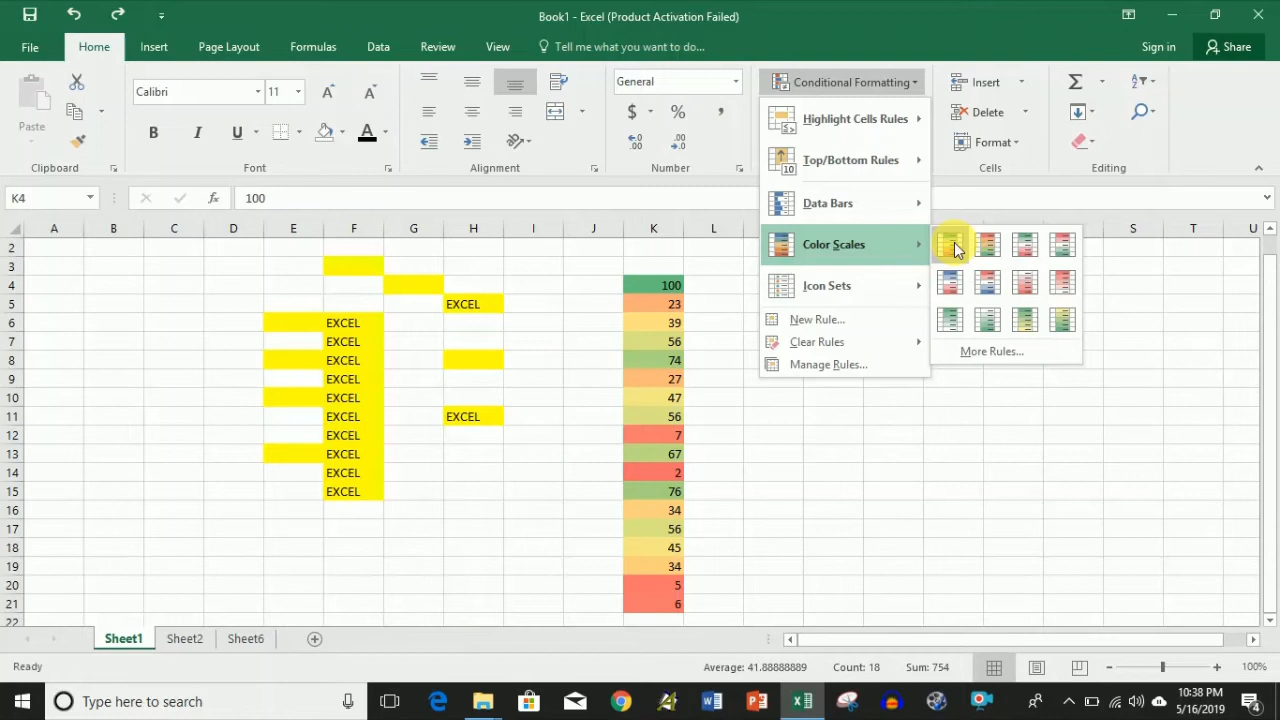 Book1 - Excel (Product Activation Failed)
File Home Insert Page Layout Formulas Data Review View Tell me what you want to do... Sign in Share
Paste
Clipboard
Calibri 11
B I U A
Font
Alignment
General
$ % ,
Number
Conditional Formatting
Highlight Cells Rules
Top/Bottom Rules
Data Bars
Color Scales
Icon Sets
New Rule...
Clear Rules
Manage Rules...
More Rules...
Insert
Delete
Format
Cells
Editing
K4 fx 100
A B C D E F G H I J K L S T U
2
3
4 100
5 EXCEL 23
6 EXCEL 39
7 EXCEL 56
8 EXCEL 74
9 EXCEL 27
10 EXCEL 47
11 EXCEL EXCEL 56
12 EXCEL 7
13 EXCEL 67
14 EXCEL 2
15 EXCEL 76
16 34
17 56
18 45
19 34
20 5
21 6
22
Sheet1 Sheet2 Sheet6
Ready Average: 41.88888889 Count: 18 Sum: 754 100%
Type here to search
10:38 PM
5/16/2019
4